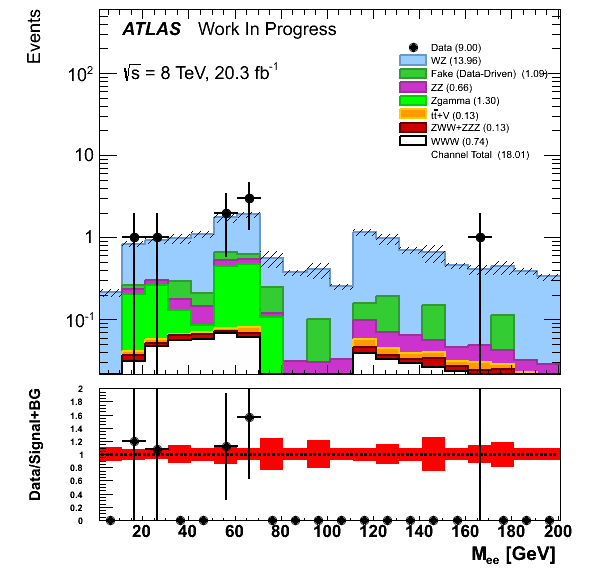 Events
ATLAS Work In Progress
√s = 8 TeV, 20.3 fb⁻¹
Data (9.00)
WZ (13.96)
Fake (Data-Driven) (1.09)
ZZ (0.66)
Zgamma (1.30)
tt̄+V (0.13)
ZWW+ZZZ (0.13)
WWW (0.74)
Channel Total (18.01)
10²
10
1
10⁻¹
Data/Signal+BG
2
1.8
1.6
1.4
1.2
1
0.8
0.6
0.4
0.2
0
20 40 60 80 100 120 140 160 180 200
Mee [GeV]